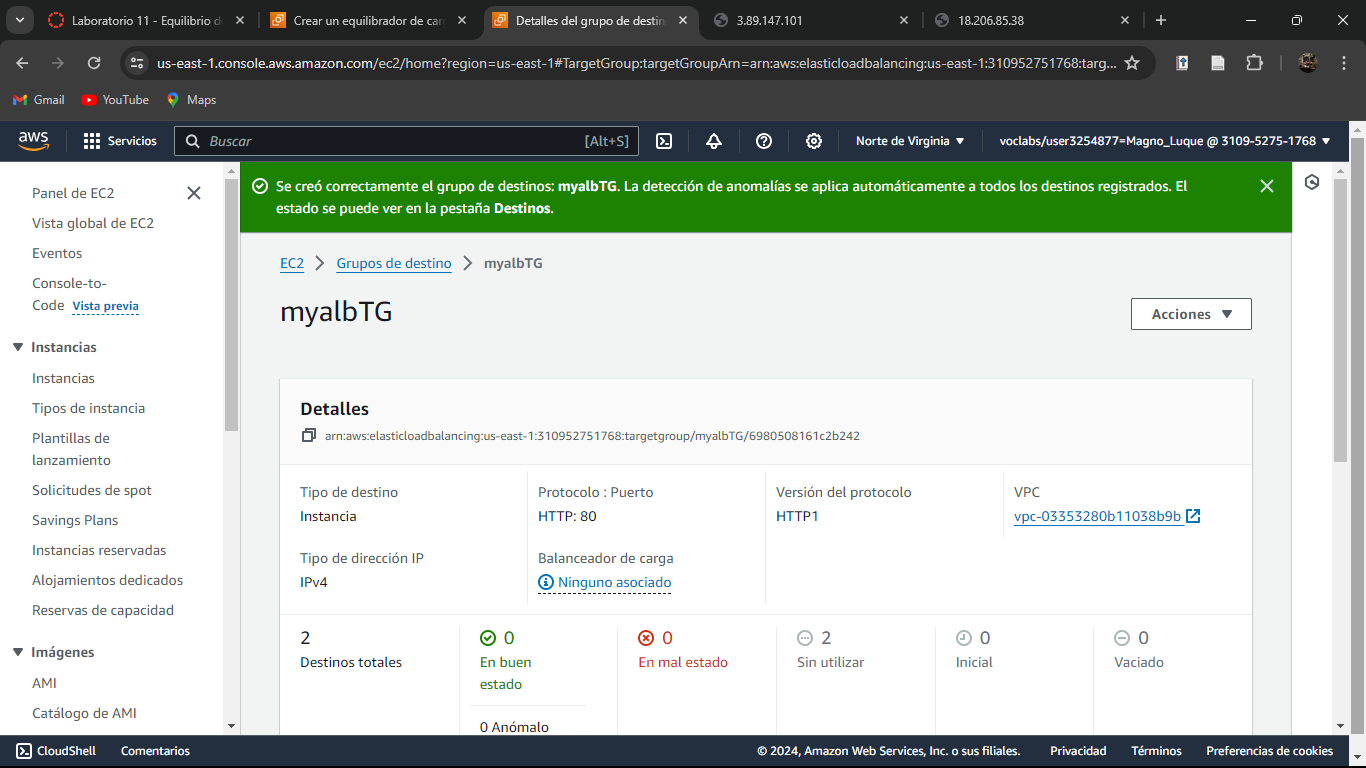 Laboratorio 11 - Equilibrio d
Crear un equilibrador de car
Detalles del grupo de destin
3.89.147.101
18.206.85.38
us-east-1.console.aws.amazon.com/ec2/home?region=us-east-1#TargetGroup:targetGroupArn=arn:aws:elasticloadbalancing:us-east-1:310952751768:targ...
Gmail
YouTube
Maps
aws
Servicios
Buscar
[Alt+S]
Norte de Virginia
voclabs/user3254877=Magno_Luque @ 3109-5275-1768
Panel de EC2
Vista global de EC2
Eventos
Console-to-
Code Vista previa
Instancias
Instancias
Tipos de instancia
Plantillas de
lanzamiento
Solicitudes de spot
Savings Plans
Instancias reservadas
Alojamientos dedicados
Reservas de capacidad
Imágenes
AMI
Catálogo de AMI
Se creó correctamente el grupo de destinos: myalbTG. La detección de anomalías se aplica automáticamente a todos los destinos registrados. El
estado se puede ver en la pestaña Destinos.
EC2 > Grupos de destino > myalbTG
myalbTG
Acciones
Detalles
arn:aws:elasticloadbalancing:us-east-1:310952751768:targetgroup/myalbTG/6980508161c2b242
Tipo de destino
Instancia
Protocolo : Puerto
HTTP: 80
Versión del protocolo
HTTP1
VPC
vpc-03353280b11038b9b
Tipo de dirección IP
IPv4
Balanceador de carga
Ninguno asociado
2
Destinos totales
0
En buen
estado
0 Anómalo
0
En mal estado
2
Sin utilizar
0
Inicial
0
Vaciado
CloudShell
Comentarios
© 2024, Amazon Web Services, Inc. o sus filiales.
Privacidad
Términos
Preferencias de cookies